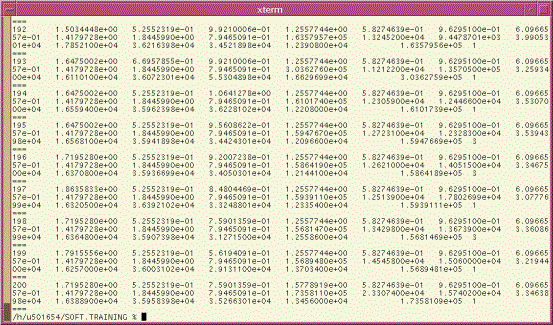 xterm
===
192 1.5034448e+00 5.2552319e-01 9.9210006e-01 1.2557744e+00 5.8274639e-01 9.6295100e-01 6.09665
57e-01 1.4179728e+00 1.8445990e+00 7.9465091e-01 1.6357957e+05 1.3245200e+04 9.4478701e+03 3.99053
01e+04 1.7852100e+04 3.6216398e+04 3.4521898e+04 1.2390800e+04 1.6357956e+05 1
===
193 1.6475002e+00 6.6957855e-01 1.1610001e+00 1.2557744e+00 5.8274639e-01 9.6295100e-01 6.09665
57e-01 1.4179728e+00 1.8445990e+00 7.9465091e-01 3.0362760e+05 1.1212200e+04 1.3570500e+04 3.25934
00e+04 1.6110100e+04 3.6072301e+04 5.5304898e+04 1.6629699e+04 3.0362759e+05 1
===
194 1.6475002e+00 5.2552319e-01 1.0641278e+00 1.2557744e+00 5.8274639e-01 9.6295100e-01 6.09665
57e-01 1.4179728e+00 1.8445990e+00 7.9465091e-01 1.6101740e+05 1.2305900e+04 1.2446600e+04 3.53070
00e+04 1.6559400e+04 3.5962398e+04 3.6228102e+04 1.2208000e+04 1.6101739e+05 1
===
195 1.6475002e+00 5.2552319e-01 9.5608622e-01 1.2557744e+00 5.8274639e-01 9.6295100e-01 6.09665
57e-01 1.4179728e+00 1.8445990e+00 7.9465091e-01 1.5947670e+05 1.2723100e+04 1.2328300e+04 3.53943
98e+04 1.6568100e+04 3.5941898e+04 3.4424301e+04 1.2096600e+04 1.5947669e+05 3
===
196 1.7195280e+00 5.2552319e-01 9.2007238e-01 1.2557744e+00 5.8274639e-01 9.6295100e-01 6.09665
57e-01 1.4179728e+00 1.8445990e+00 7.9465091e-01 1.5864190e+05 1.2621000e+04 1.4051500e+04 3.34675
00e+04 1.6370800e+04 3.5936699e+04 3.4050301e+04 1.2144100e+04 1.5864189e+05 3
===
197 1.8635833e+00 5.2552319e-01 8.4804469e-01 1.2557744e+00 5.8274639e-01 9.6295100e-01 6.09665
57e-01 1.4179728e+00 1.8445990e+00 7.9465091e-01 1.5939110e+05 1.2513900e+04 1.7802699e+04 3.07776
99e+04 1.6320500e+04 3.6392102e+04 3.3248801e+04 1.2335400e+04 1.5939111e+05 1
===
198 1.7195280e+00 5.2552319e-01 7.5901359e-01 1.2557744e+00 5.8274639e-01 9.6295100e-01 6.09665
57e-01 1.4179728e+00 1.8445990e+00 7.9465091e-01 1.5681470e+05 1.3429800e+04 1.3673900e+04 3.36086
99e+04 1.6364800e+04 3.5907398e+04 3.1271500e+04 1.2558600e+04 1.5681469e+05 3
===
199 1.7915556e+00 5.2552319e-01 5.6194091e-01 1.2557744e+00 5.8274639e-01 9.6295100e-01 6.09665
57e-01 1.4179728e+00 1.8445990e+00 7.9465091e-01 1.5689480e+05 1.4545800e+04 1.5060000e+04 3.21944
00e+04 1.6257000e+04 3.6003102e+04 2.9131100e+04 1.3703400e+04 1.5689481e+05 1
===
200 1.7195280e+00 5.2552319e-01 7.5901359e-01 1.5778919e+00 5.8274639e-01 9.6295100e-01 6.09665
57e-01 1.4179728e+00 1.8445990e+00 7.9465091e-01 1.7358110e+05 2.3307400e+04 1.5740200e+04 3.34638
98e+04 1.6388900e+04 3.5958398e+04 3.5266301e+04 1.3456000e+04 1.7358109e+05 1
===
/h/u501654/SOFT.TRAINING %